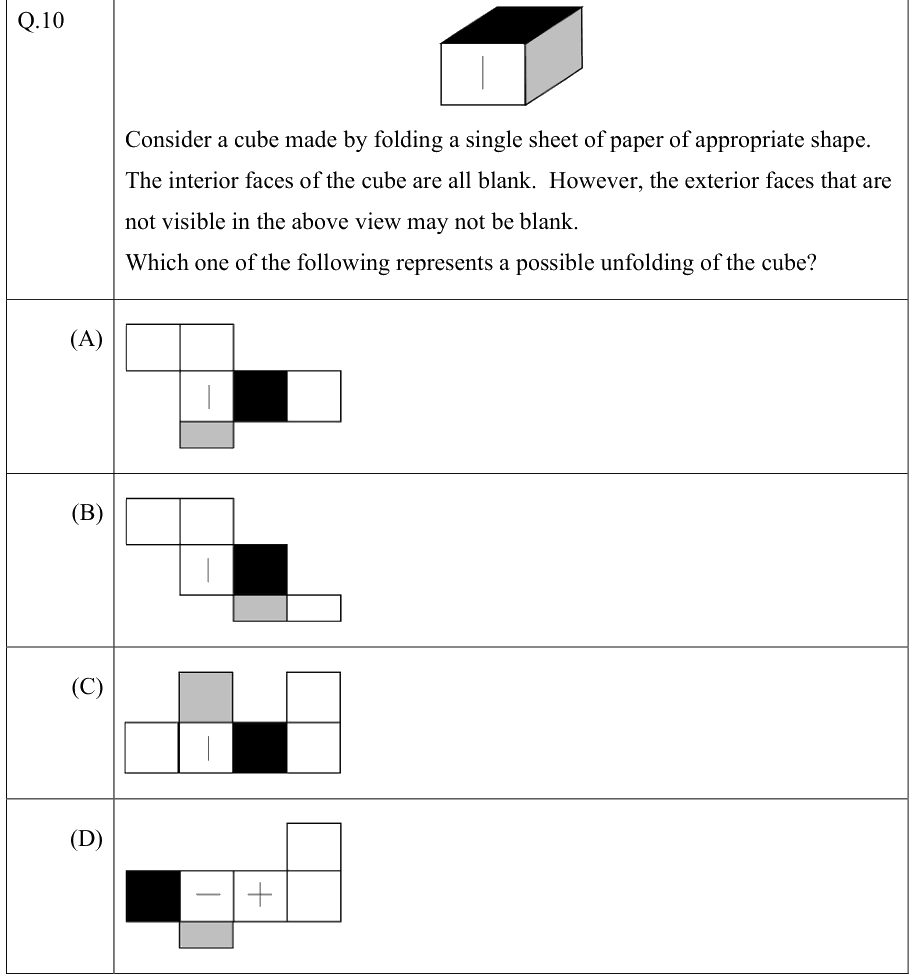 Q.10
Consider a cube made by folding a single sheet of paper of appropriate shape.
The interior faces of the cube are all blank. However, the exterior faces that are
not visible in the above view may not be blank.
Which one of the following represents a possible unfolding of the cube?
(A)
(B)
(C)
(D)